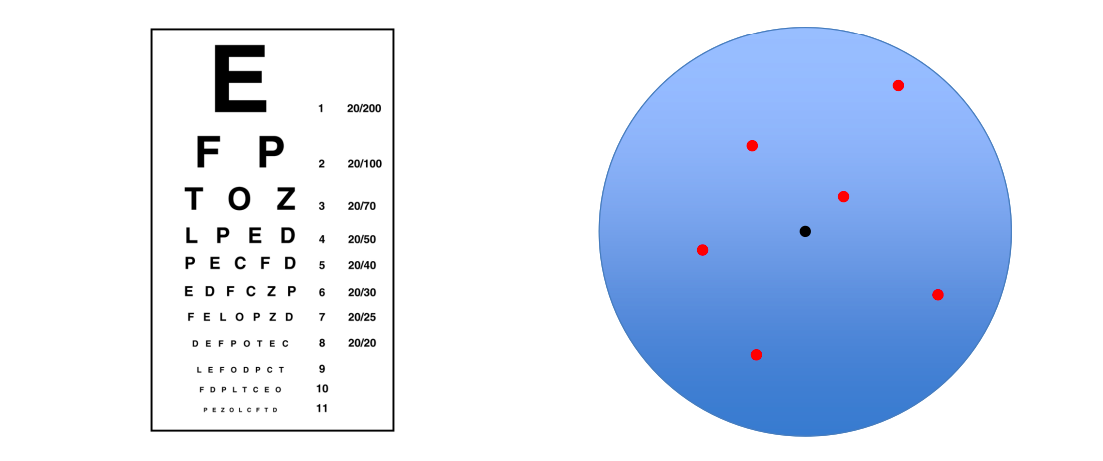 E 1 20/200
F P 2 20/100
T O Z 3 20/70
L P E D 4 20/50
P E C F D 5 20/40
E D F C Z P 6 20/30
F E L O P Z D 7 20/25
D E F P O T E C 8 20/20
L E F O D P C T 9
F D P L T C E O 10
P E Z O L C F T D 11